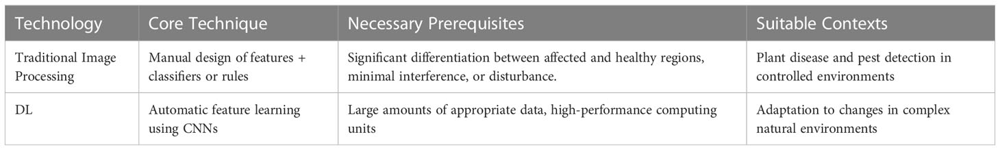 Technology Core Technique Necessary Prerequisites Suitable Contexts
Traditional Image Manual design of features + Significant differentiation between affected and healthy regions, Plant disease and pest detection in
Processing classifiers or rules minimal interference, or disturbance. controlled environments
DL Automatic feature learning Large amounts of appropriate data, high-performance computing Adaptation to changes in complex
using CNNs units natural environments